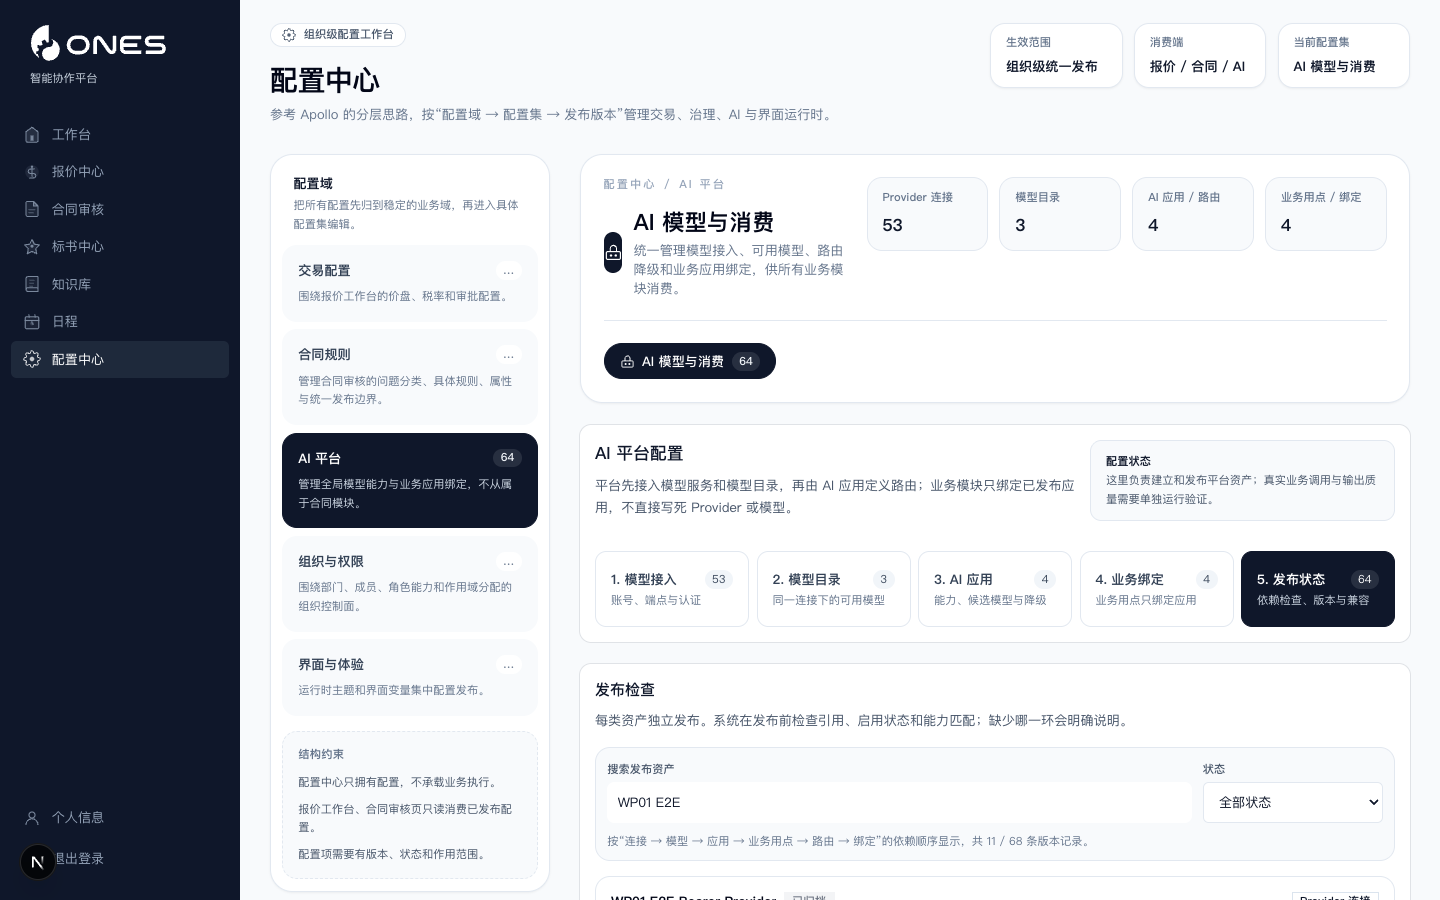 ONES
智能协作平台
工作台
报价中心
合同审核
标书中心
知识库
日程
配置中心
个人信息
退出登录
N
组织级配置工作台
配置中心
参考 Apollo 的分层思路，按“配置域 → 配置集 → 发布版本”管理交易、治理、AI 与界面运行时。
生效范围
组织级统一发布
消费端
报价 / 合同 / AI
当前配置集
AI 模型与消费
配置域
把所有配置先归到稳定的业务域，再进入具体
配置集编辑。
交易配置
...
围绕报价工作台的价盘、税率和审批配置。
合同规则
...
管理合同审核的问题分类、具体规则、属性
与统一发布边界。
AI 平台
64
管理全局模型能力与业务应用绑定，不从属
于合同模块。
组织与权限
...
围绕部门、成员、角色能力和作用域分配的
组织控制面。
界面与体验
...
运行时主题和界面变量集中配置发布。
结构约束
配置中心只拥有配置，不承载业务执行。
报价工作台、合同审核页只读消费已发布配
置。
配置项需要有版本、状态和作用范围。
配置中心 / AI 平台
AI 模型与消费
统一管理模型接入、可用模型、路由
降级和业务应用绑定，供所有业务模
块消费。
Provider 连接
53
模型目录
3
AI 应用 / 路由
4
业务用点 / 绑定
4
AI 模型与消费 64
AI 平台配置
平台先接入模型服务和模型目录，再由 AI 应用定义路由；业务模块只绑定已发布应
用，不直接写死 Provider 或模型。
配置状态
这里负责建立和发布平台资产；真实业务调用与输出质
量需要单独运行验证。
1. 模型接入 53
账号、端点与认证
2. 模型目录 3
同一连接下的可用模型
3. AI 应用 4
能力、候选模型与降级
4. 业务绑定 4
业务用点只绑定应用
5. 发布状态 64
依赖检查、版本与兼容
发布检查
每类资产独立发布。系统在发布前检查引用、启用状态和能力匹配；缺少哪一环会明确说明。
搜索发布资产
WP01 E2E
状态
全部状态
按“连接 → 模型 → 应用 → 业务用点 → 路由 → 绑定”的依赖顺序显示，共 11 / 68 条版本记录。
WP01 E2E Bearer Provider 已归档
Provider 连接